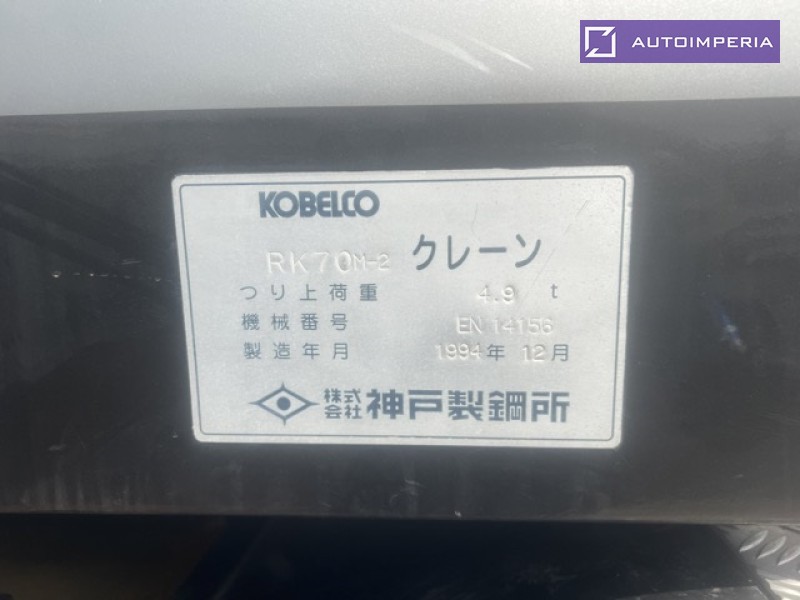 AUTOIMPERIA
KOBELCO
RK70M-2 クレーン
つり上荷重 4.9 t
機械番号 EN 14156
製造年月 1994年 12月
株式会社 神戸製鋼所